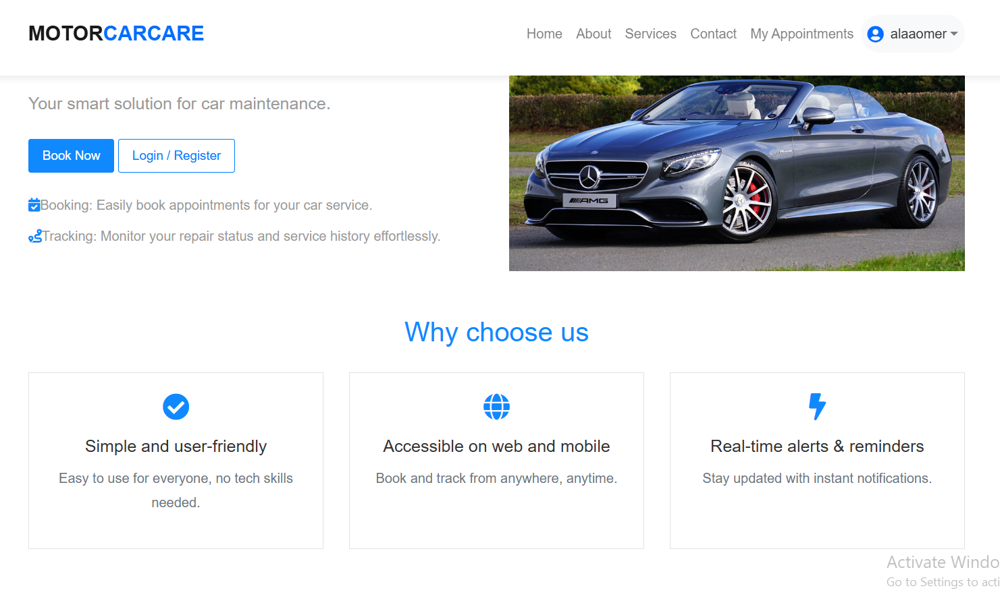 MOTORCARCARE
Home About Services Contact My Appointments alaaomer
Your smart solution for car maintenance.
Book Now Login / Register
Booking: Easily book appointments for your car service.
Tracking: Monitor your repair status and service history effortlessly.
AMG
Why choose us
Simple and user-friendly
Easy to use for everyone, no tech skills
needed.
Accessible on web and mobile
Book and track from anywhere, anytime.
Real-time alerts & reminders
Stay updated with instant notifications.
Activate Windo
Go to Settings to acti